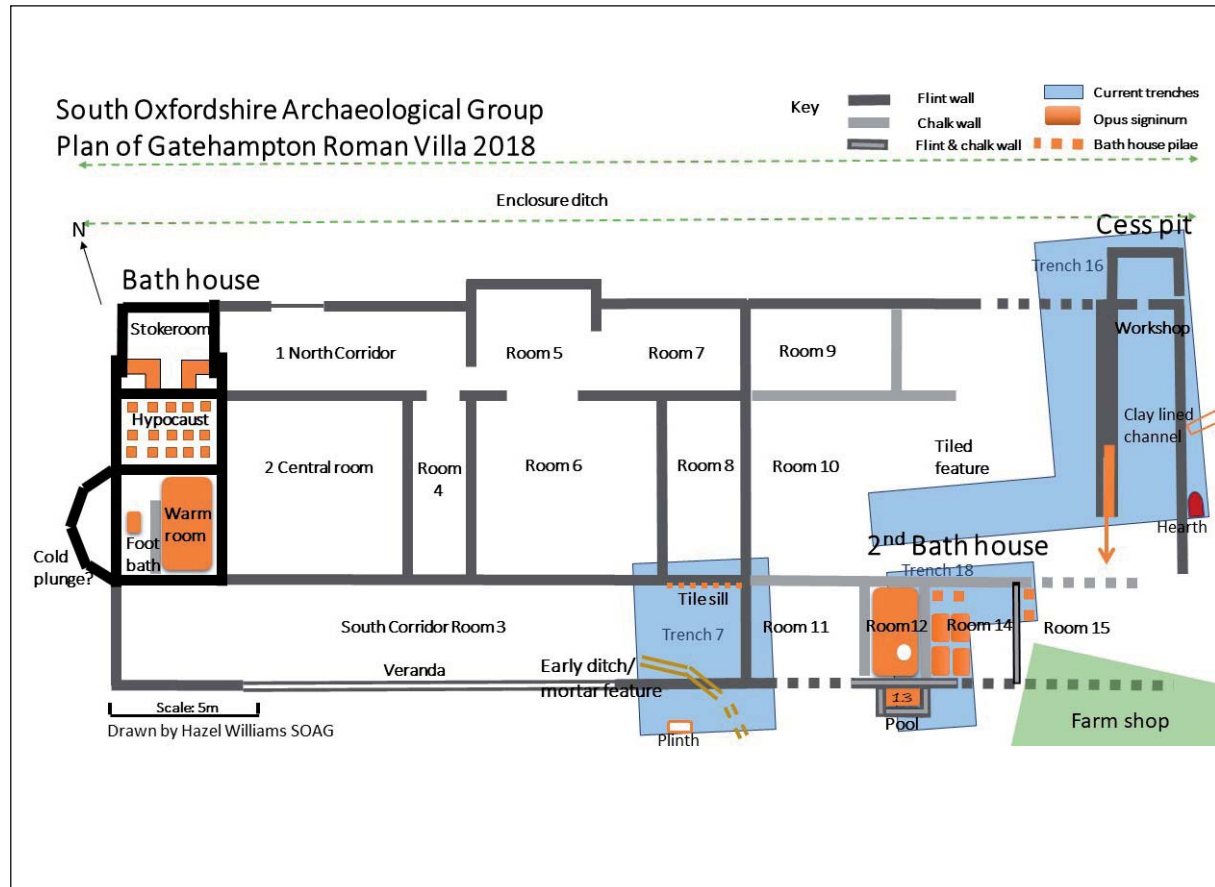 South Oxfordshire Archaeological Group
Plan of Gatehampton Roman Villa 2018
Key
Flint wall
Chalk wall
Flint & chalk wall
Current trenches
Opus signinum
Bath house pilae
Enclosure ditch
N
Cess pit
Trench 16
Bath house
Stokeroom
1 North Corridor
Room 5
Room 7
Room 9
Workshop
Hypocaust
2 Central room
Room
4
Room 6
Room 8
Room 10
Tiled
feature
Clay lined
channel
Hearth
Warm
room
Foot
bath
Cold
plunge?
2nd Bath house
Trench 18
Tile sill
South Corridor Room 3
Trench 7
Room 11
Room12
Room 14
Room 15
Veranda
Early ditch/
mortar feature
13
Pool
Plinth
Farm shop
Scale: 5m
Drawn by Hazel Williams SOAG